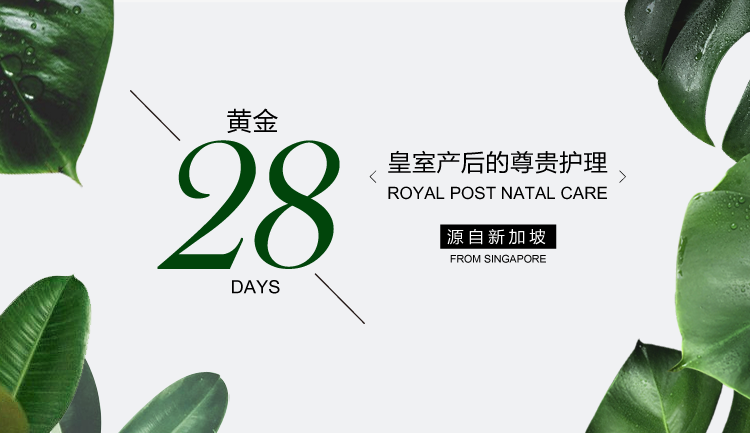 黄金
28
DAYS
皇室产后的尊贵护理
ROYAL POST NATAL CARE
源自新加坡
FROM SINGAPORE